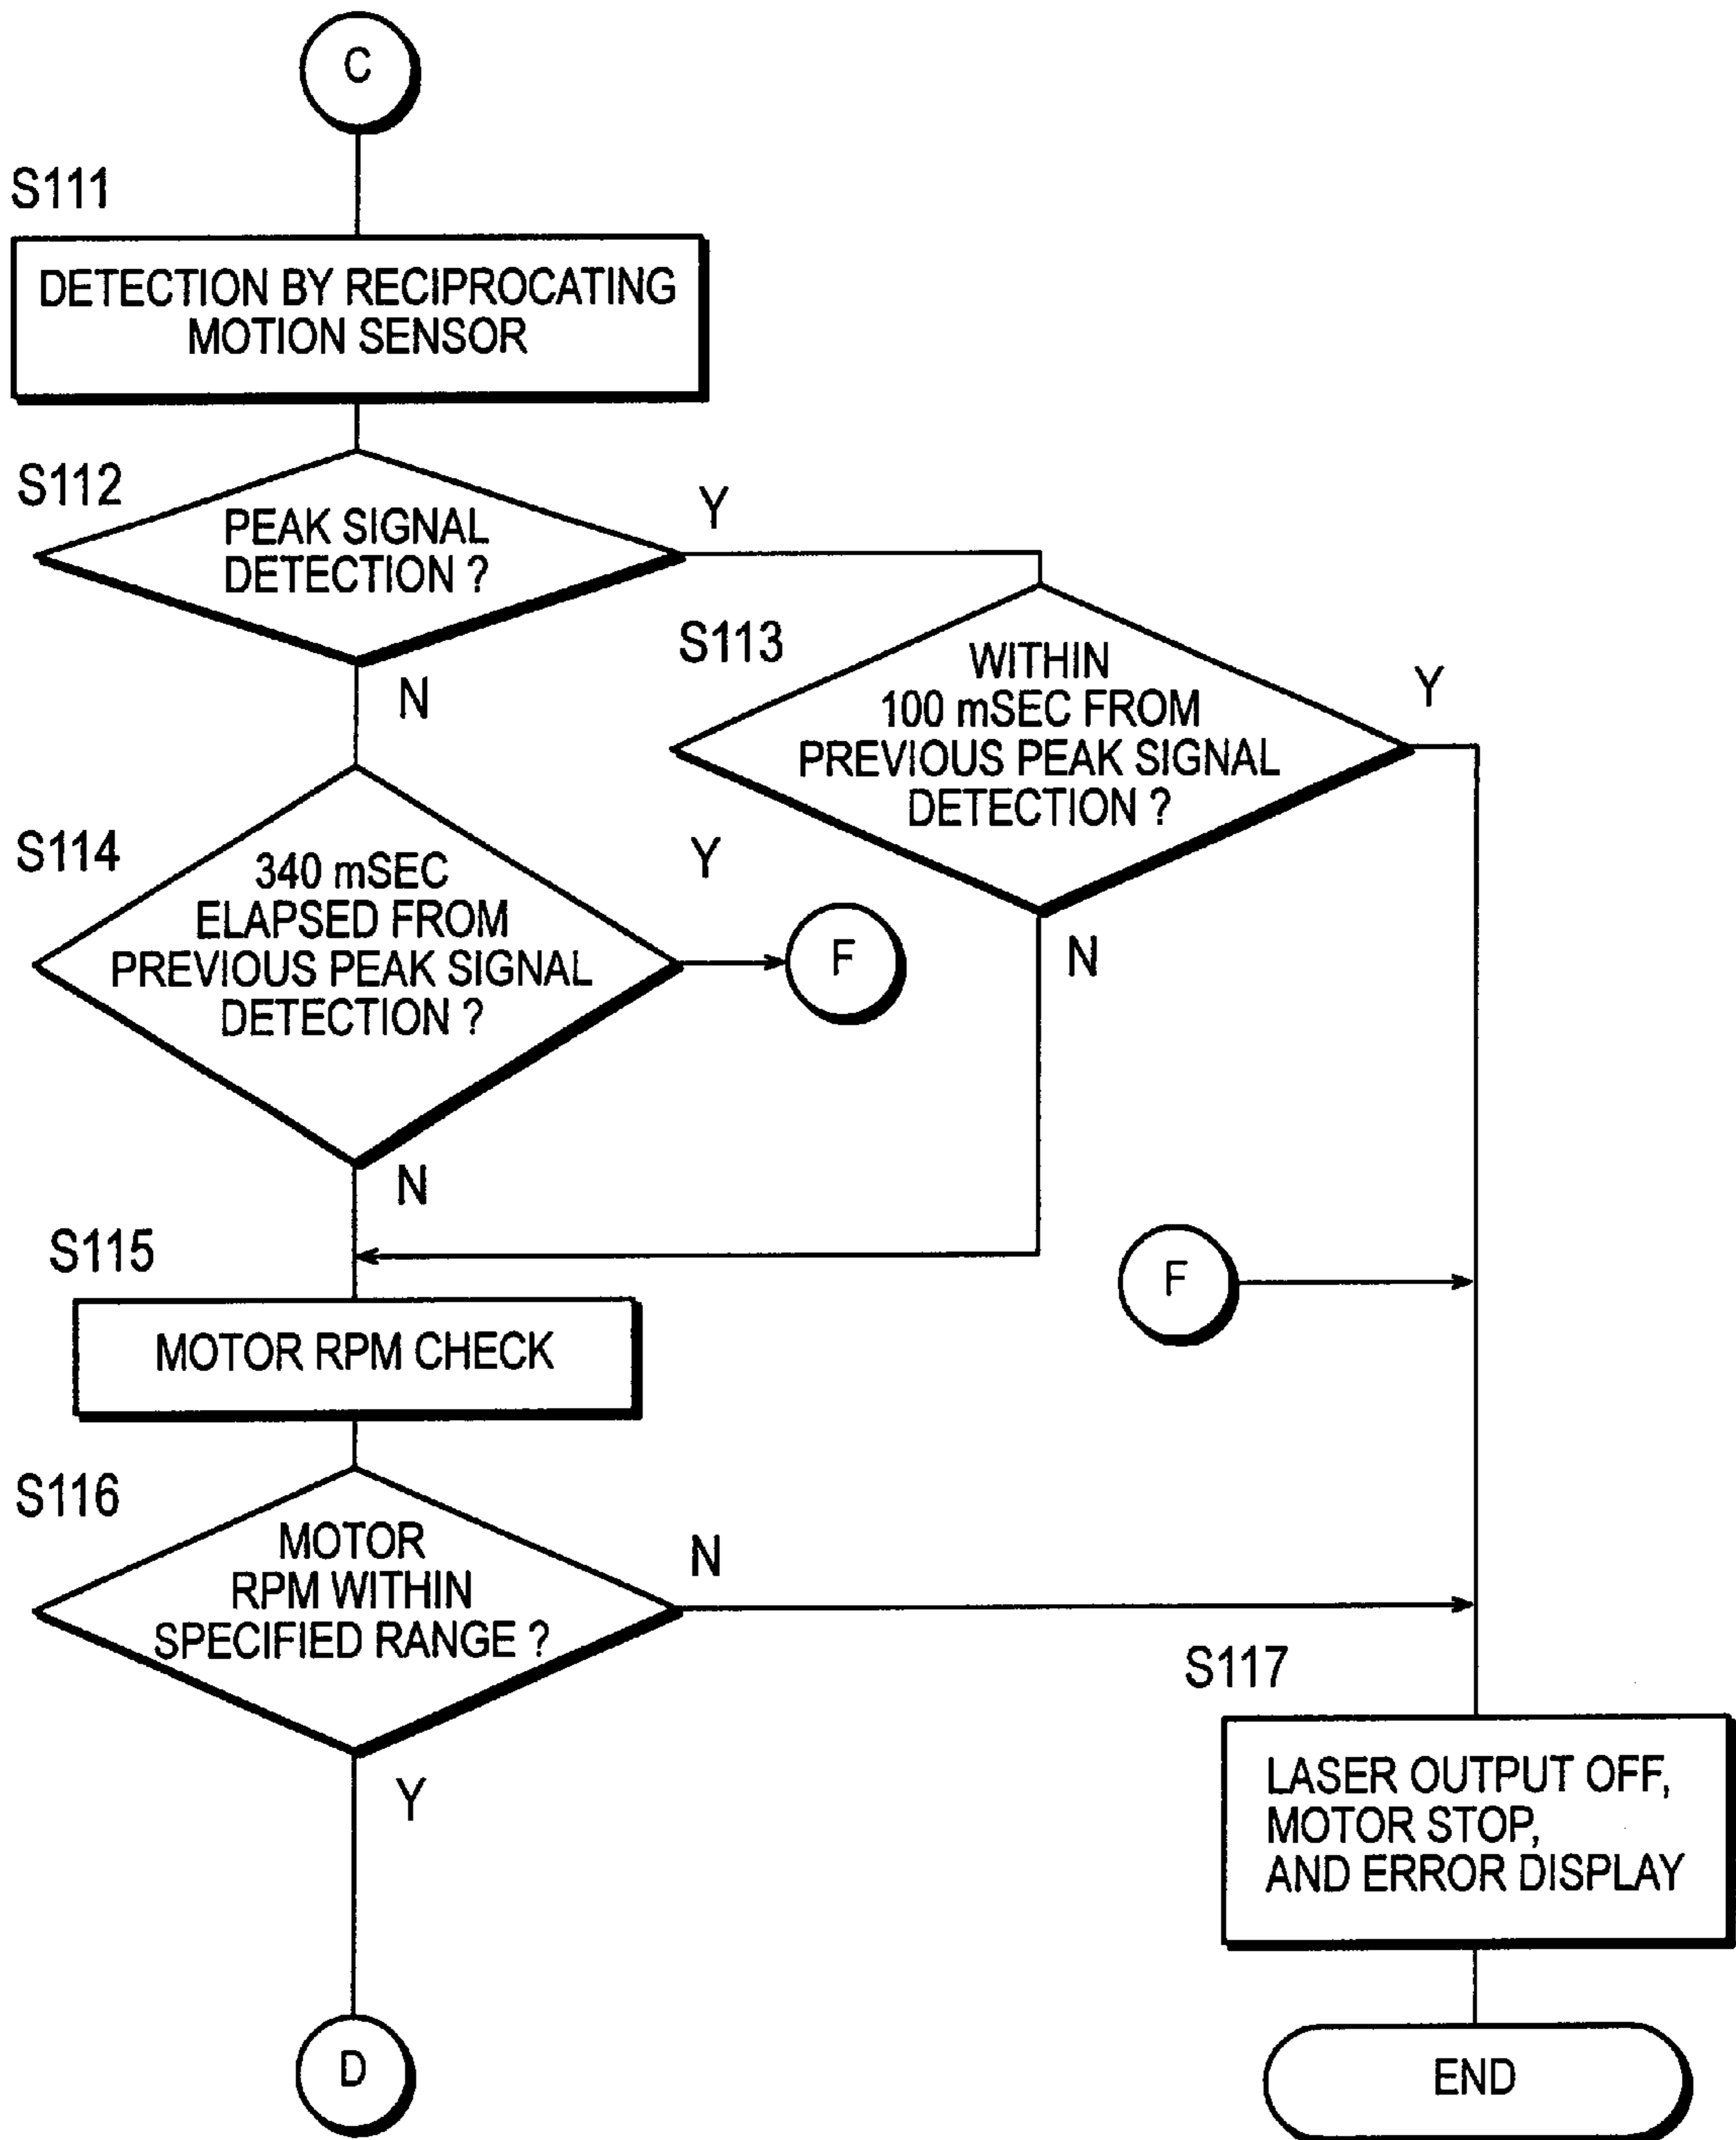 C
S111
DETECTION BY RECIPROCATING
MOTION SENSOR
S112
PEAK SIGNAL
DETECTION ?
Y
N
S113
WITHIN
100 mSEC FROM
PREVIOUS PEAK SIGNAL
DETECTION ?
Y
N
S114
340 mSEC
ELAPSED FROM
PREVIOUS PEAK SIGNAL
DETECTION ?
Y
F
N
S115
MOTOR RPM CHECK
F
S116
MOTOR
RPM WITHIN
SPECIFIED RANGE ?
N
Y
S117
LASER OUTPUT OFF,
MOTOR STOP,
AND ERROR DISPLAY
D
END